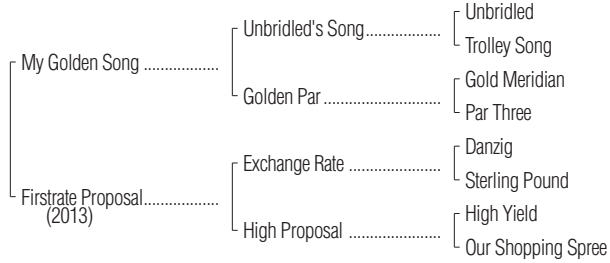 Unbridled
Unbridled's Song..................
Trolley Song
My Golden Song ..................
Gold Meridian
Golden Par ............................
Par Three
Danzig
Exchange Rate ......................
Sterling Pound
Firstrate Proposal..................
(2013)
High Yield
High Proposal ......................
Our Shopping Spree